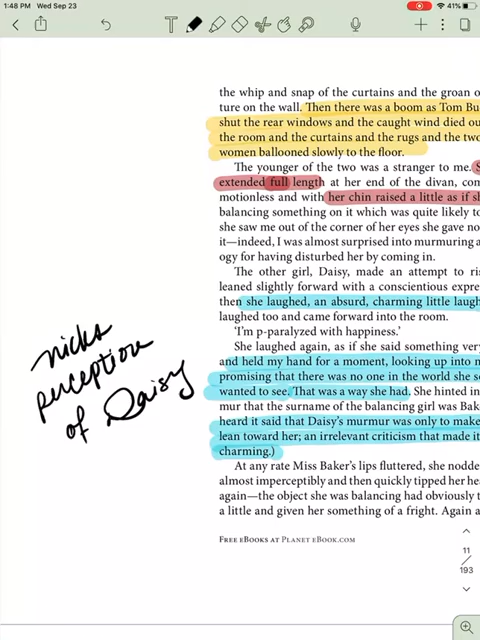 1:48 PM Wed Sep 23
41%
T
the whip and snap of the curtains and the groan o
ture on the wall. Then there was a boom as Tom Bu
shut the rear windows and the caught wind died ou
the room and the curtains and the rugs and the two
women ballooned slowly to the floor.
The younger of the two was a stranger to me. S
extended full length at her end of the divan, com
motionless and with her chin raised a little as if sh
balancing something on it which was quite likely to
she saw me out of the corner of her eyes she gave no
it—indeed, I was almost surprised into murmuring a
ogy for having disturbed her by coming in.
The other girl, Daisy, made an attempt to ris
leaned slightly forward with a conscientious expre
then she laughed, an absurd, charming little laugh
laughed too and came forward into the room.
'I'm p-paralyzed with happiness.'
She laughed again, as if she said something very
and held my hand for a moment, looking up into m
promising that there was no one in the world she s
wanted to see. That was a way she had. She hinted in
mur that the surname of the balancing girl was Bak
heard it said that Daisy's murmur was only to make
lean toward her; an irrelevant criticism that made it
charming.)
At any rate Miss Baker's lips fluttered, she nodde
almost imperceptibly and then quickly tipped her he
again—the object she was balancing had obviously t
a little and given her something of a fright. Again a
nicks
perception
of Daisy
Free eBooks at Planet eBook.com
11
193